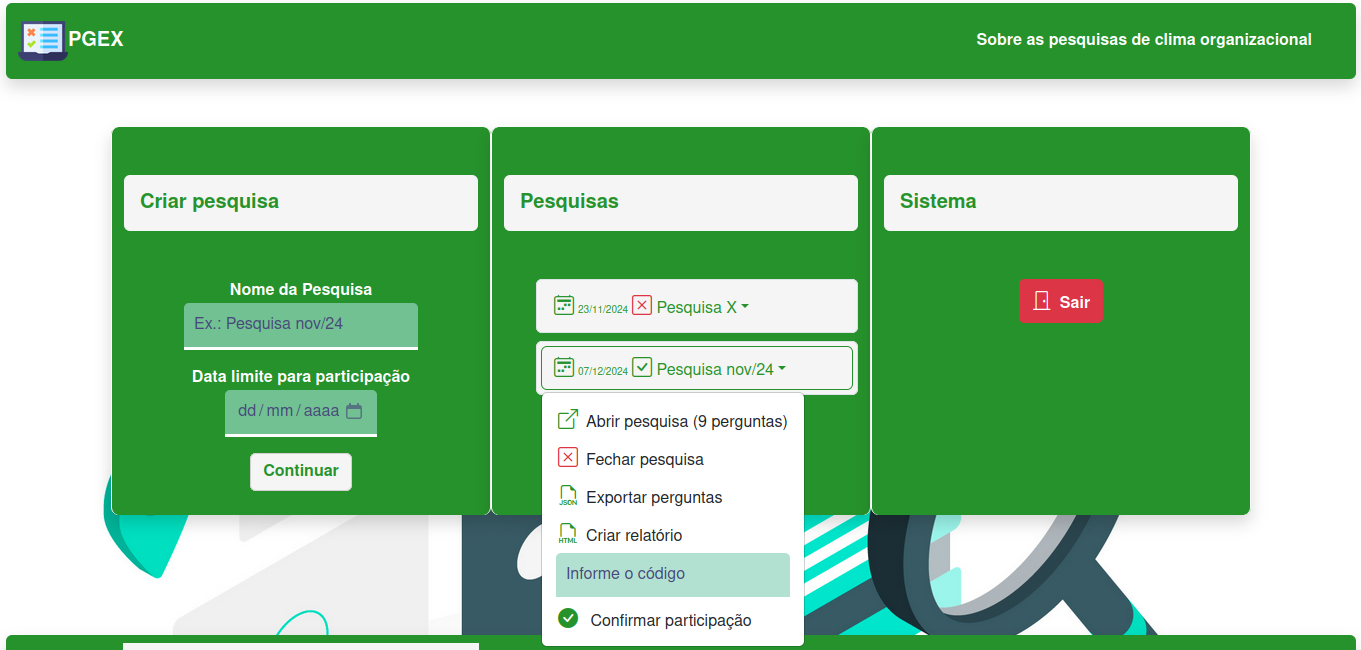 PGEX
Sobre as pesquisas de clima organizacional
Criar pesquisa
Nome da Pesquisa
Ex.: Pesquisa nov/24
Data limite para participação
dd/mm/aaaa
Continuar
Pesquisas
23/11/2024 Pesquisa X
07/12/2024 Pesquisa nov/24
Abrir pesquisa (9 perguntas)
Fechar pesquisa
JSON Exportar perguntas
HTML Criar relatório
Informe o código
Confirmar participação
Sistema
Sair